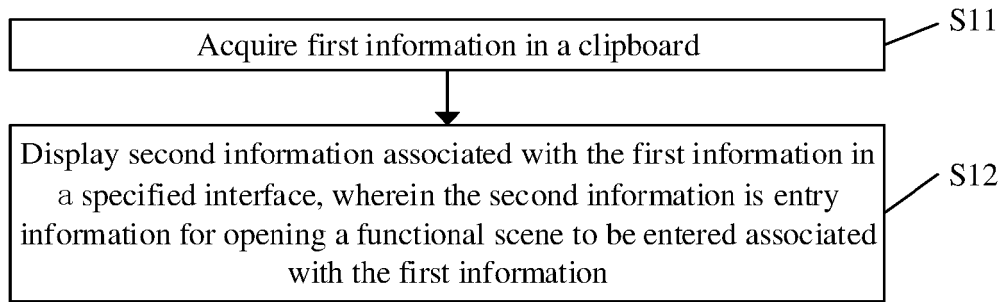 Acquire first information in a clipboard
S11
Display second information associated with the first information in
a specified interface, wherein the second information is entry
information for opening a functional scene to be entered associated
with the first information
S12